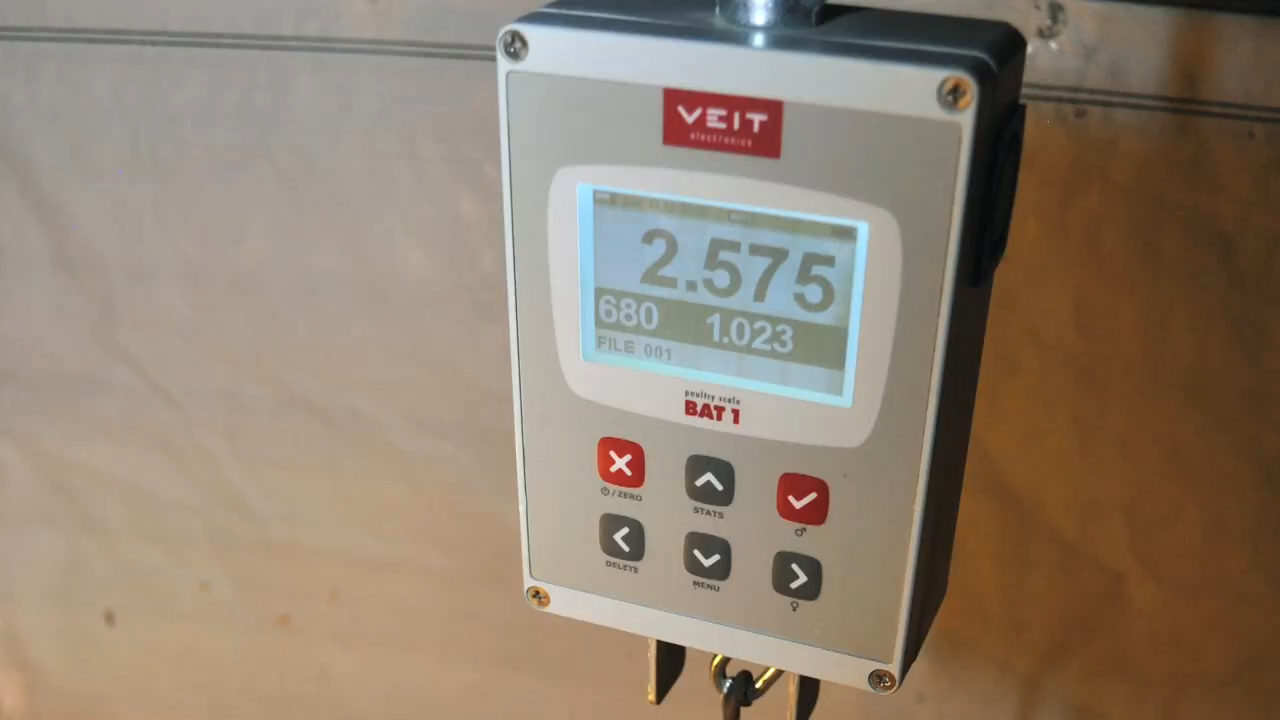 VEIT
electronics
2.575
680 1.023
FILE 001
poultry scale
BAT 1
⏻/ZERO
STATS
♂
DELETE
MENU
♀